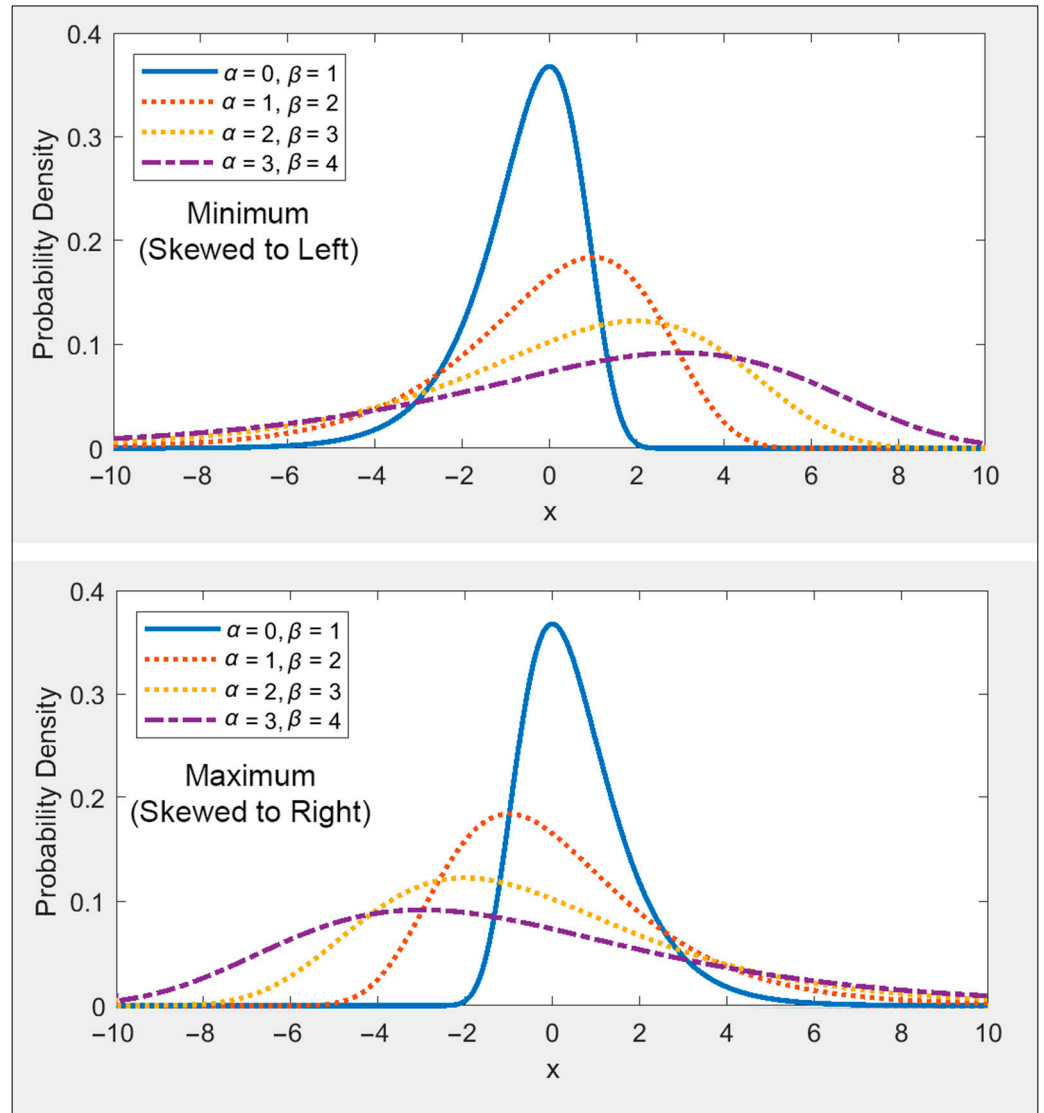 0.4
0.3
0.2
0.1
0
Probability Density
α = 0, β = 1
α = 1, β = 2
α = 2, β = 3
α = 3, β = 4
Minimum
(Skewed to Left)
−10 −8 −6 −4 −2 0 2 4 6 8 10
x
0.4
0.3
0.2
0.1
0
Probability Density
α = 0, β = 1
α = 1, β = 2
α = 2, β = 3
α = 3, β = 4
Maximum
(Skewed to Right)
−10 −8 −6 −4 −2 0 2 4 6 8 10
x